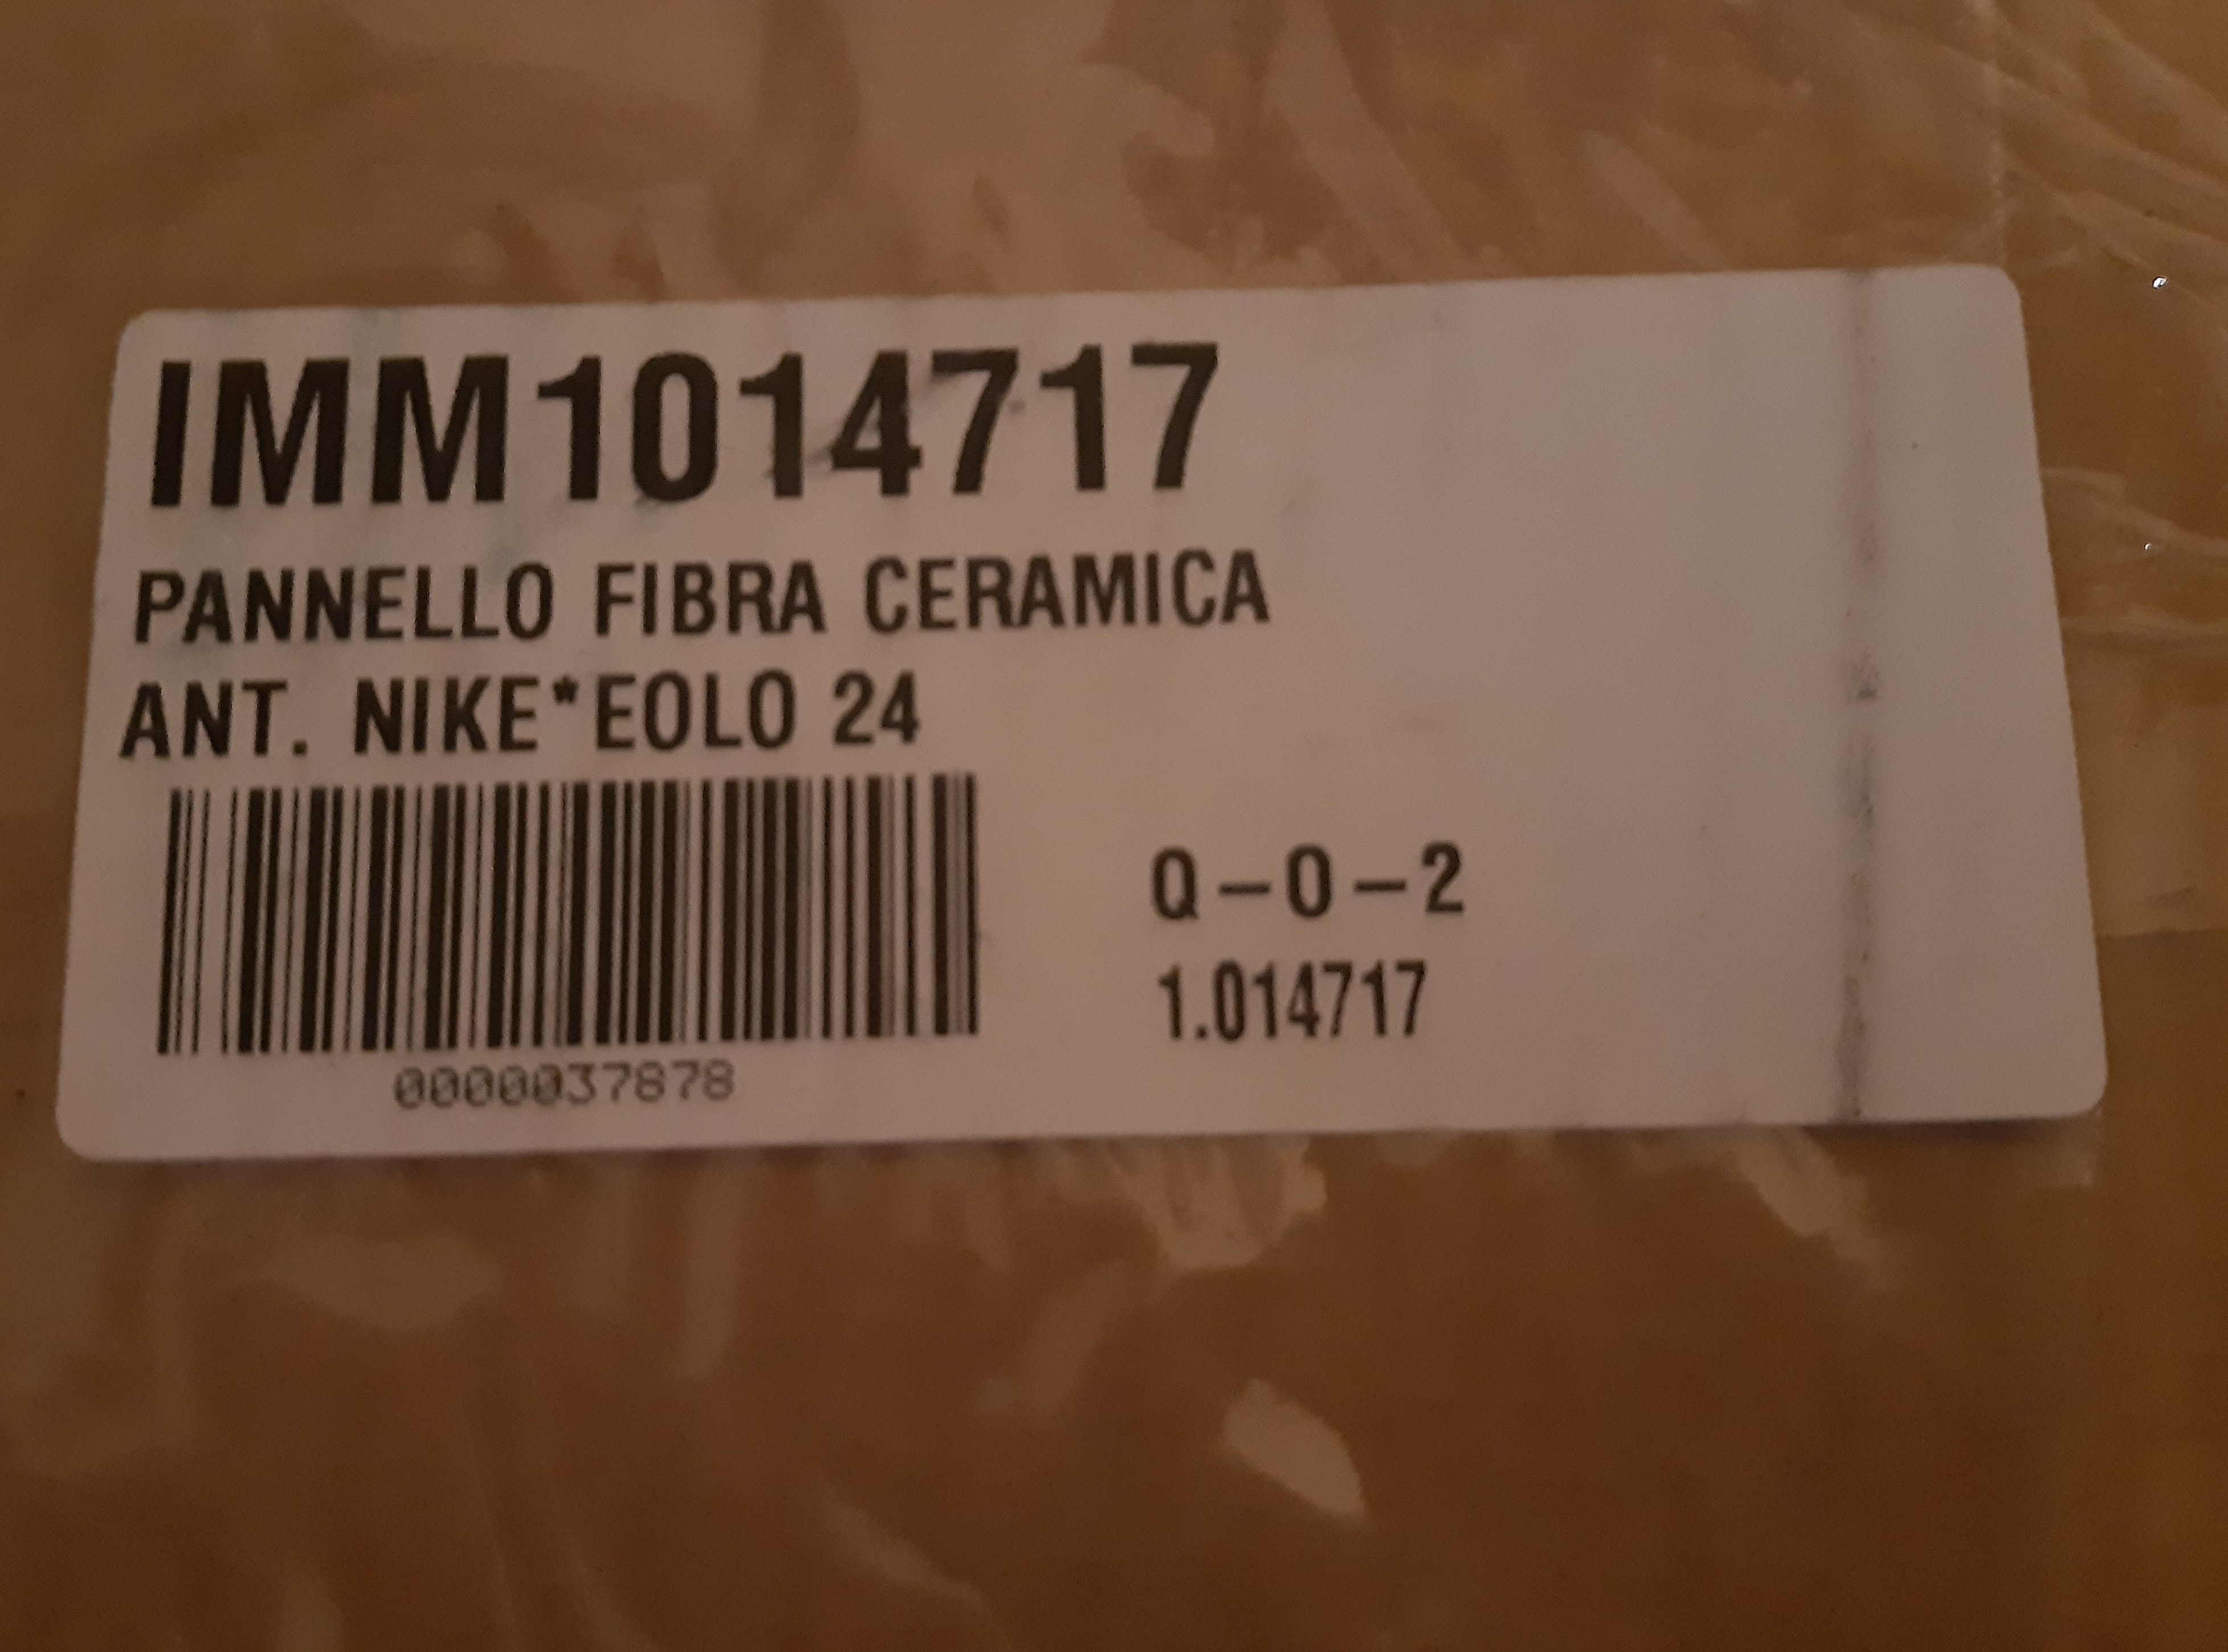 IMM1014717
PANNELLO FIBRA CERAMICA
ANT. NIKE*EOLO 24
Q-0-2
1.014717
0000037878